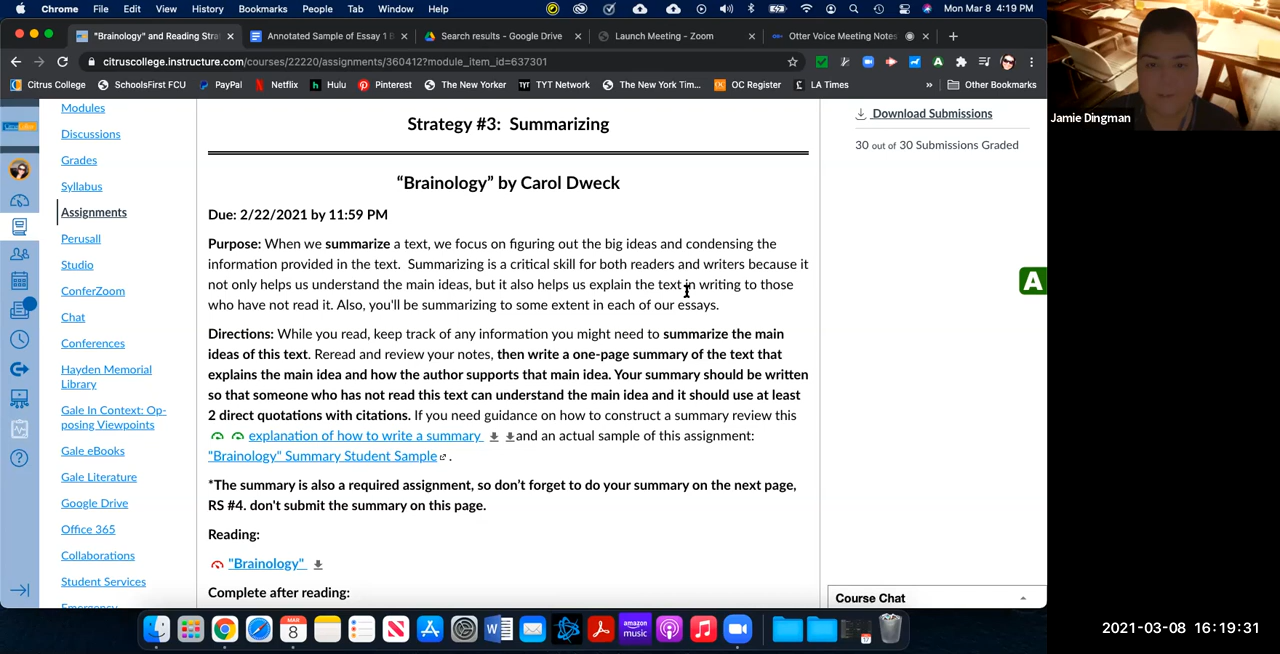 Chrome File Edit View History Bookmarks People Tab Window Help Mon Mar 8 4:19 PM
"Brainology" and Reading Stra Annotated Sample of Essay 1 Search results - Google Drive Launch Meeting - Zoom Otter Voice Meeting Notes
citruscollege.instructure.com/courses/22220/assignments/360412?module_item_id=637301
Citrus College SchoolsFirst FCU PayPal Netflix Hulu Pinterest The New Yorker TYT Network The New York Tim... OC Register LA Times » Other Bookmarks
Modules
Discussions
Grades
Syllabus
Assignments
Perusall
Studio
ConferZoom
Chat
Conferences
Hayden Memorial
Library
Gale In Context: Op-
posing Viewpoints
Gale eBooks
Gale Literature
Google Drive
Office 365
Collaborations
Student Services
Emergency
Strategy #3: Summarizing
“Brainology” by Carol Dweck
Due: 2/22/2021 by 11:59 PM
Purpose: When we summarize a text, we focus on figuring out the big ideas and condensing the
information provided in the text. Summarizing is a critical skill for both readers and writers because it
not only helps us understand the main ideas, but it also helps us explain the text in writing to those
who have not read it. Also, you'll be summarizing to some extent in each of our essays.
Directions: While you read, keep track of any information you might need to summarize the main
ideas of this text. Reread and review your notes, then write a one-page summary of the text that
explains the main idea and how the author supports that main idea. Your summary should be written
so that someone who has not read this text can understand the main idea and it should use at least
2 direct quotations with citations. If you need guidance on how to construct a summary review this
explanation of how to write a summary and an actual sample of this assignment:
"Brainology" Summary Student Sample .
*The summary is also a required assignment, so don’t forget to do your summary on the next page,
RS #4. don't submit the summary on this page.
Reading:
"Brainology"
Complete after reading:
Download Submissions
30 out of 30 Submissions Graded
A
Course Chat
Jamie Dingman
MAR
8
amazon
music
2021-03-08 16:19:31